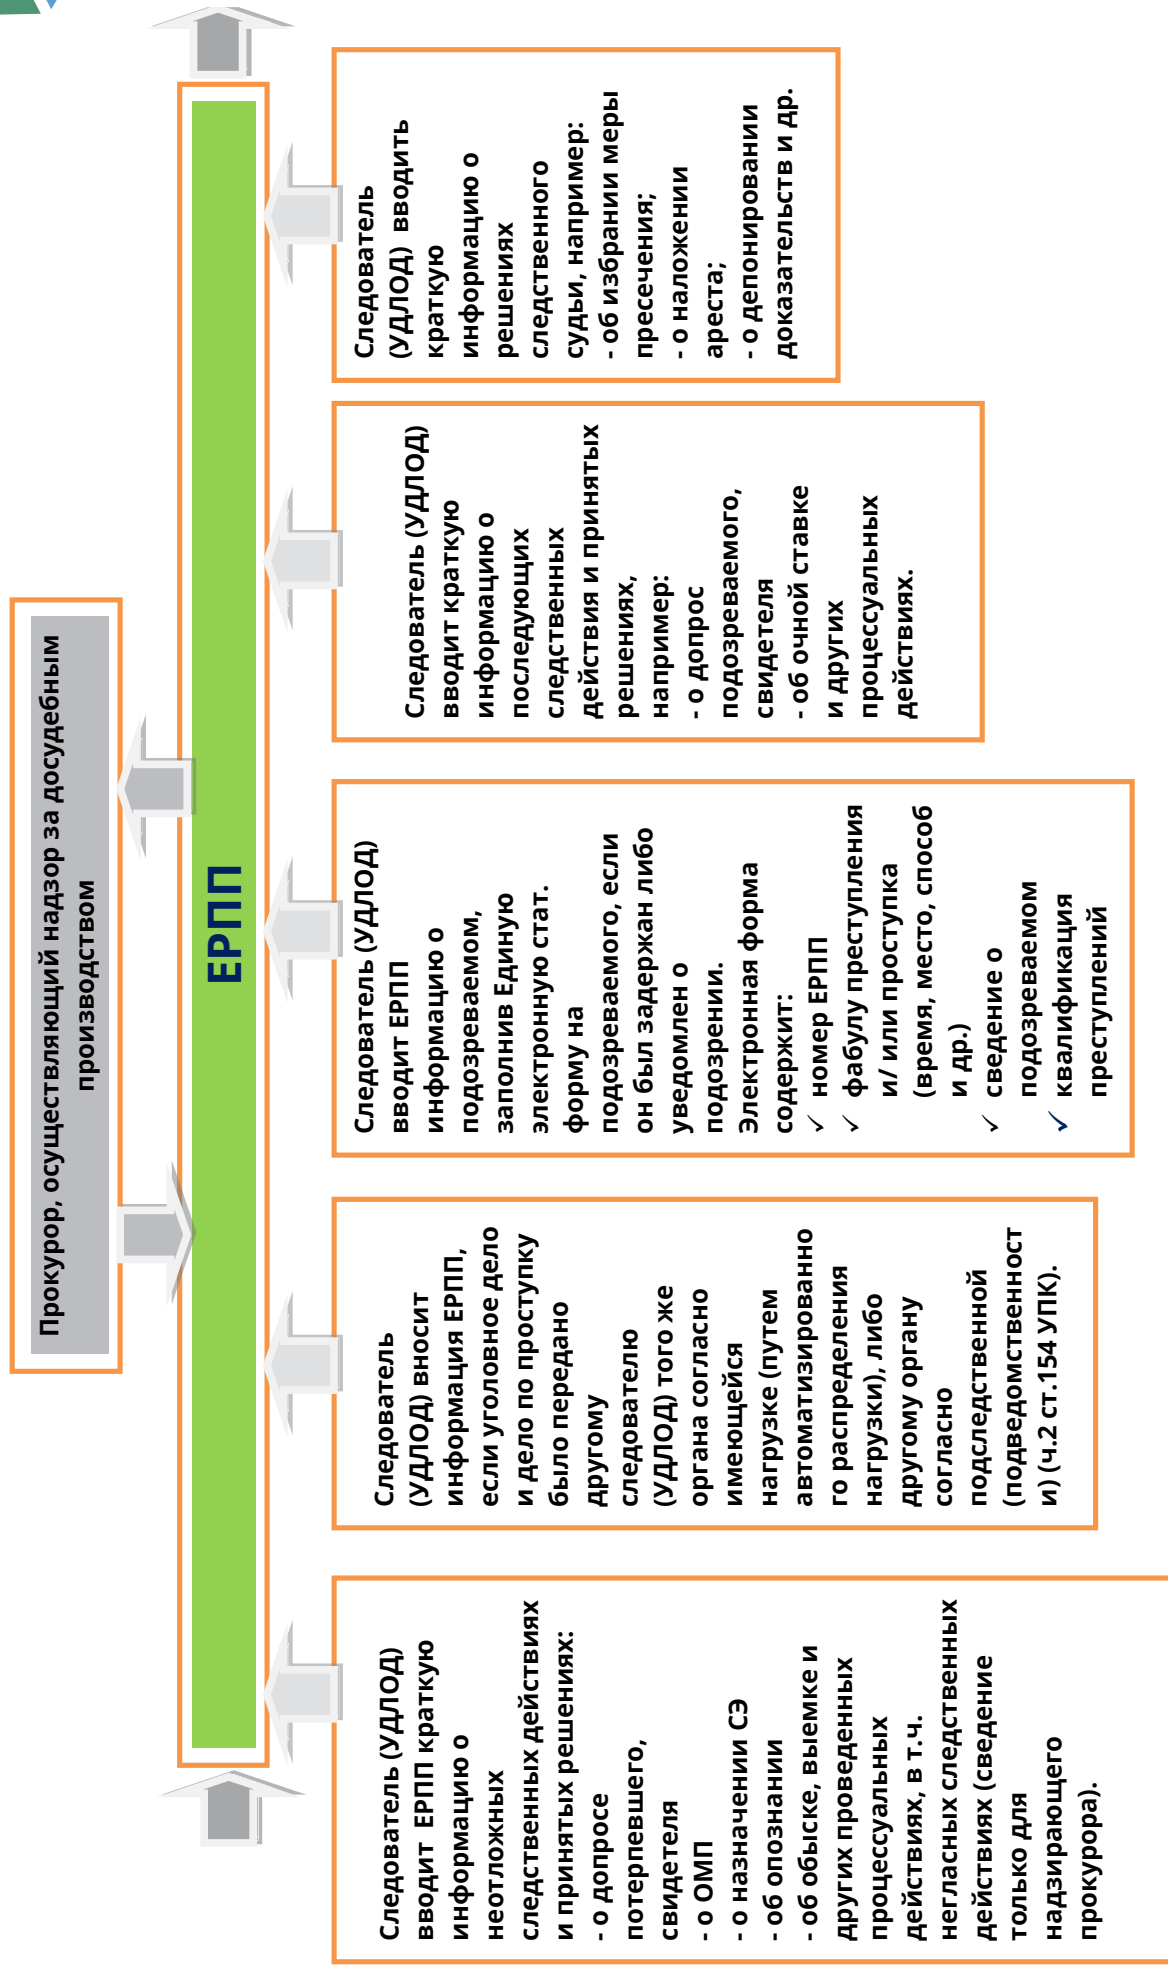 Прокурор, осуществляющий надзор за досудебным
производством
ЕРПП
Следователь (УДЛОД)
вводит  ЕРПП краткую
информацию о
неотложных
следственных действиях
и принятых решениях:
- о допросе
потерпевшего,
свидетеля
- о ОМП
- о назначении СЭ
- об опознании
- об обыске, выемке и
других проведенных
процессуальных
действиях, в т.ч.
негласных следственных
действиях (сведение
только для
надзирающего
прокурора).
Следователь
(УДЛОД) вносит
информация ЕРПП,
если уголовное дело
и дело по проступку
было передано
другому
следователю
(УДЛОД) того же
органа согласно
имеющейся
нагрузке (путем
автоматизированно
го распределения
нагрузки), либо
другому органу
согласно
подследственной
(подведомственност
и) (ч.2 ст.154 УПК).
Следователь (УДЛОД)
вводит ЕРПП
информацию о
подозреваемом,
заполнив Единую
электронную стат.
форму на
подозреваемого, если
он был задержан либо
уведомлен о
подозрении.
Электронная форма
содержит:
✓ номер ЕРПП
✓ фабулу преступления
и/ или проступка
(время, место, способ
и др.)
✓ сведение о
подозреваемом
✓ квалификация
преступлений
Следователь (УДЛОД)
вводит краткую
информацию о
последующих
следственных
действия и принятых
решениях,
например:
- о допрос
подозреваемого,
свидетеля
- об очной ставке
и других
процессуальных
действиях.
Следователь
(УДЛОД)  вводить
краткую
информацию о
решениях
следственного
судьи, например:
- об избрании меры
пресечения;
- о наложении
ареста;
- о депонировании
доказательств и др.